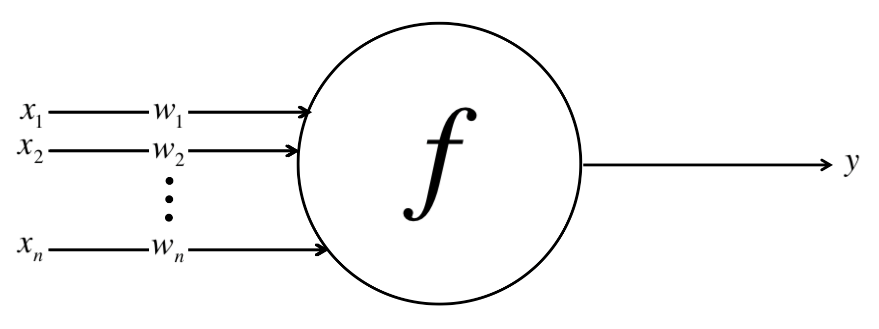 x₁ w₁
x₂ w₂
f
y
xₙ wₙ